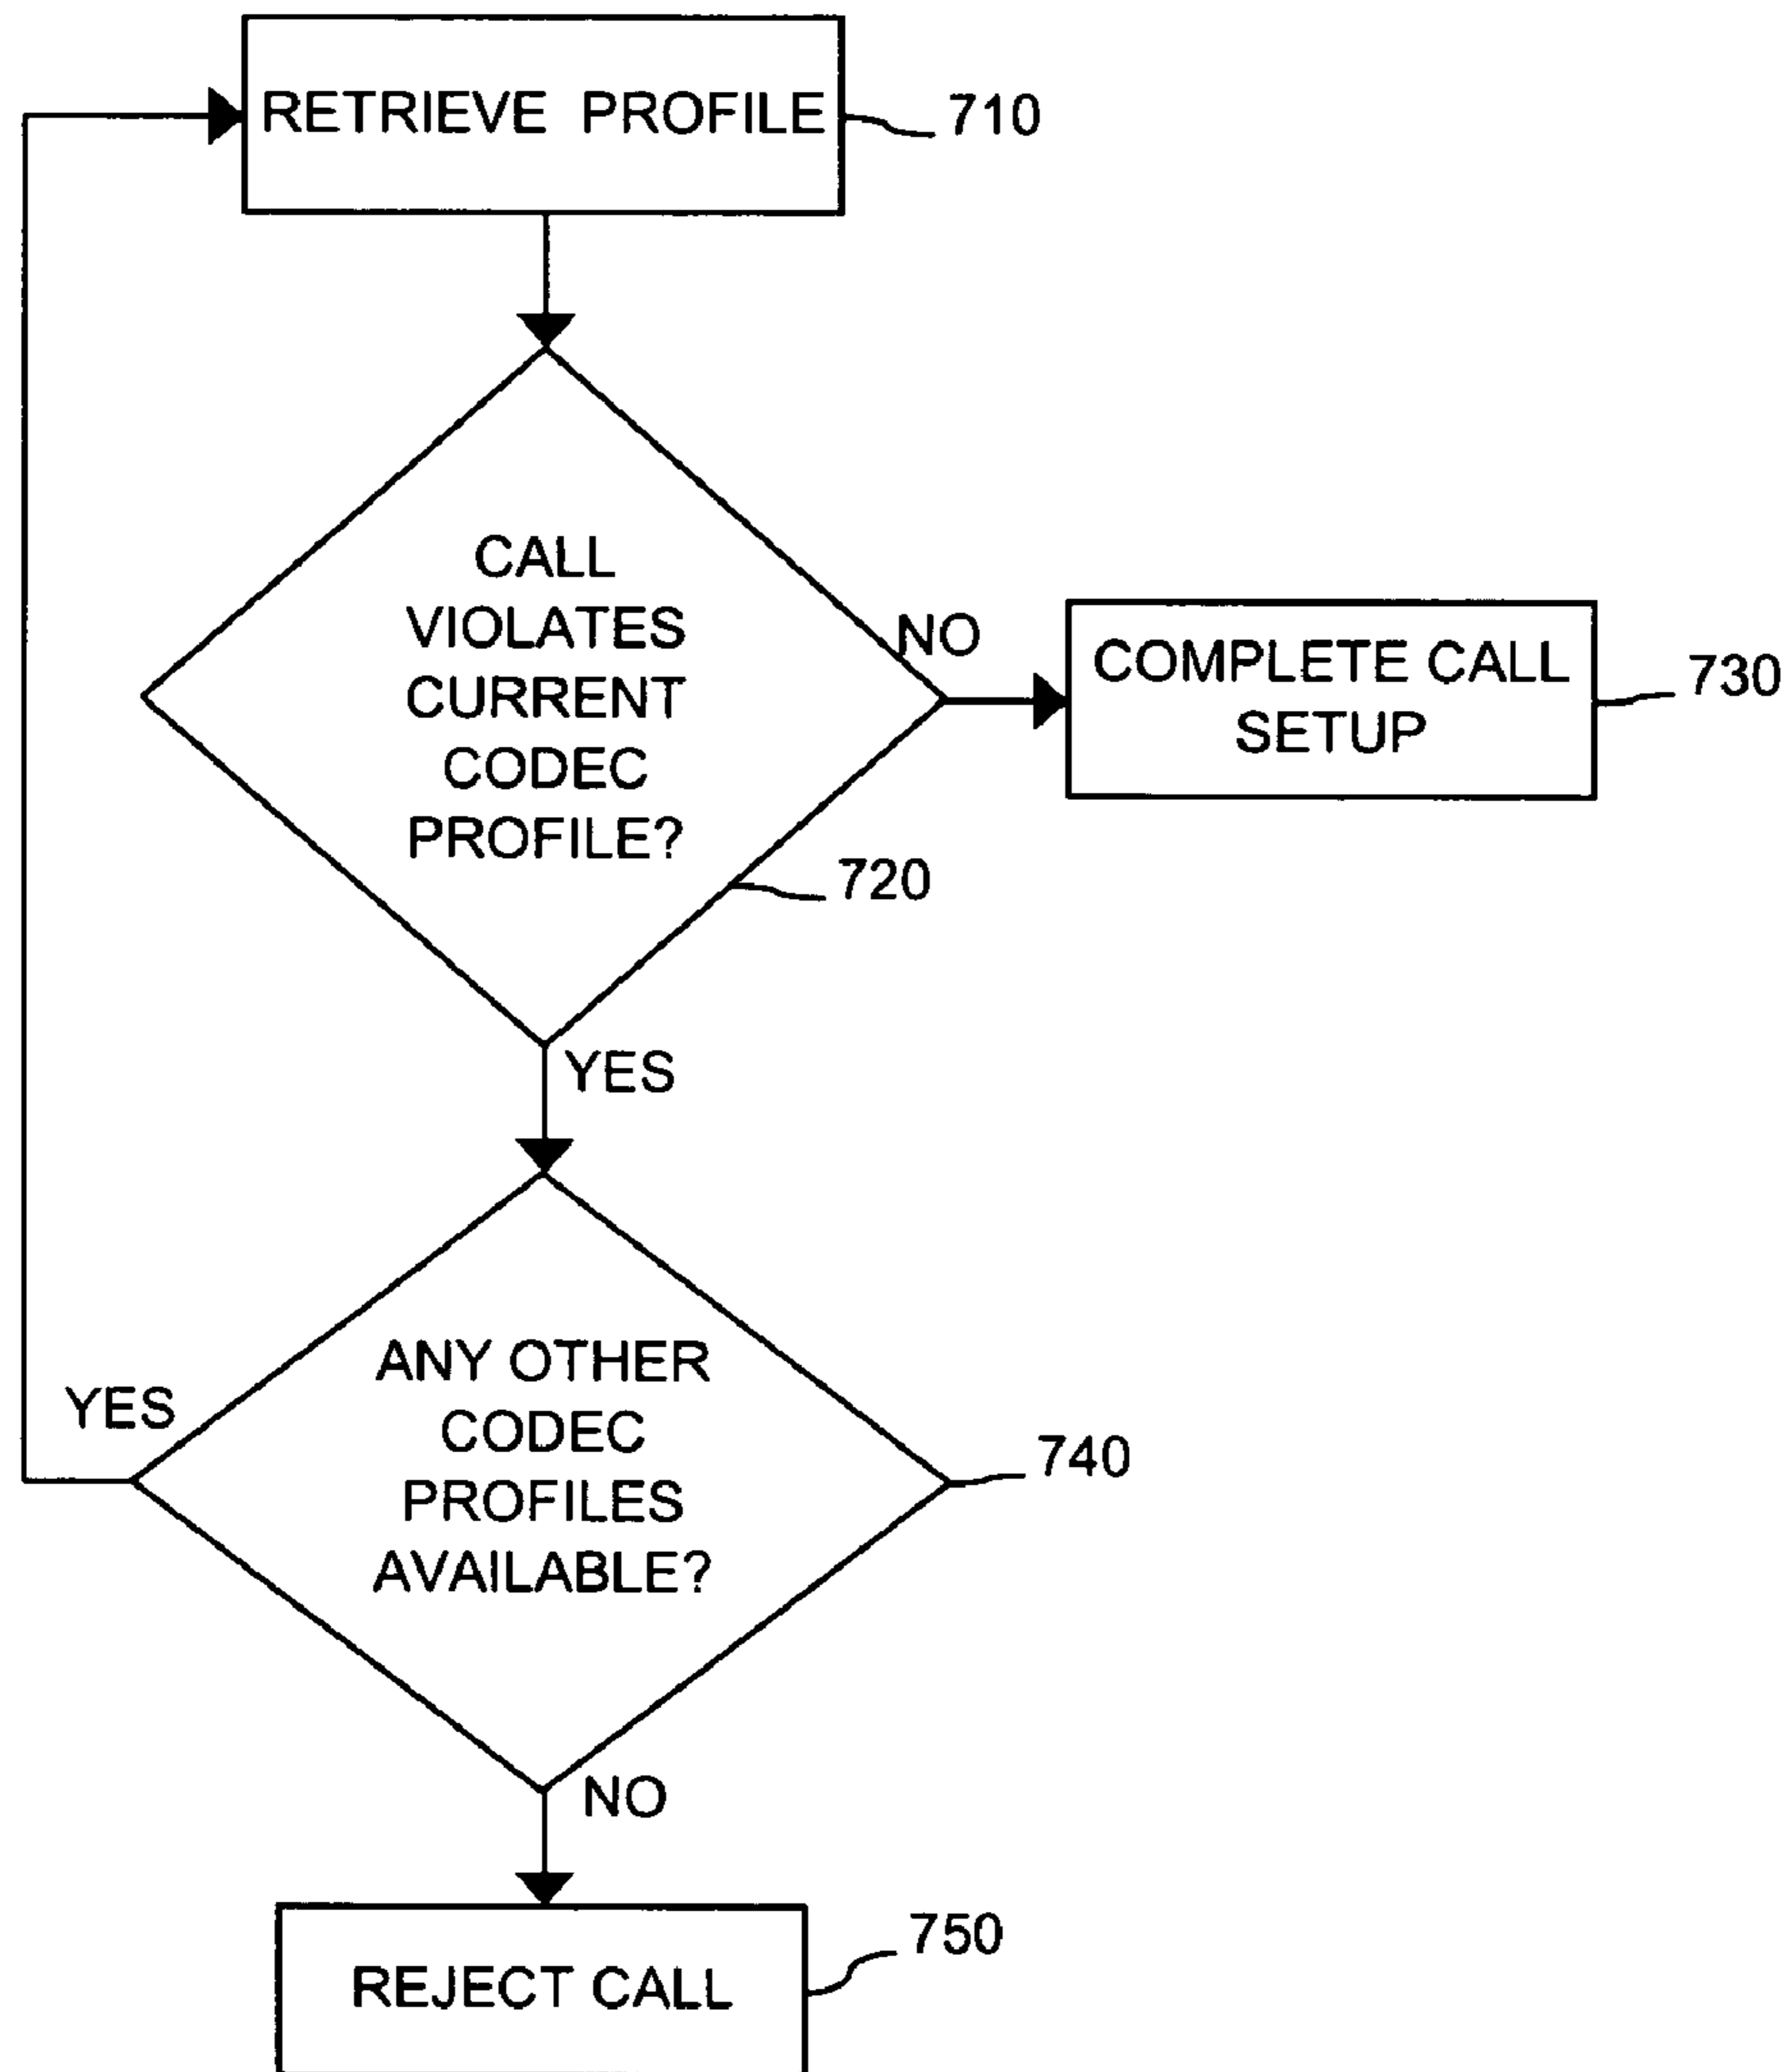 RETRIEVE PROFILE
710
CALL
VIOLATES
CURRENT
CODEC
PROFILE?
NO
720
COMPLETE CALL
SETUP
730
YES
ANY OTHER
CODEC
PROFILES
AVAILABLE?
YES
740
NO
REJECT CALL
750